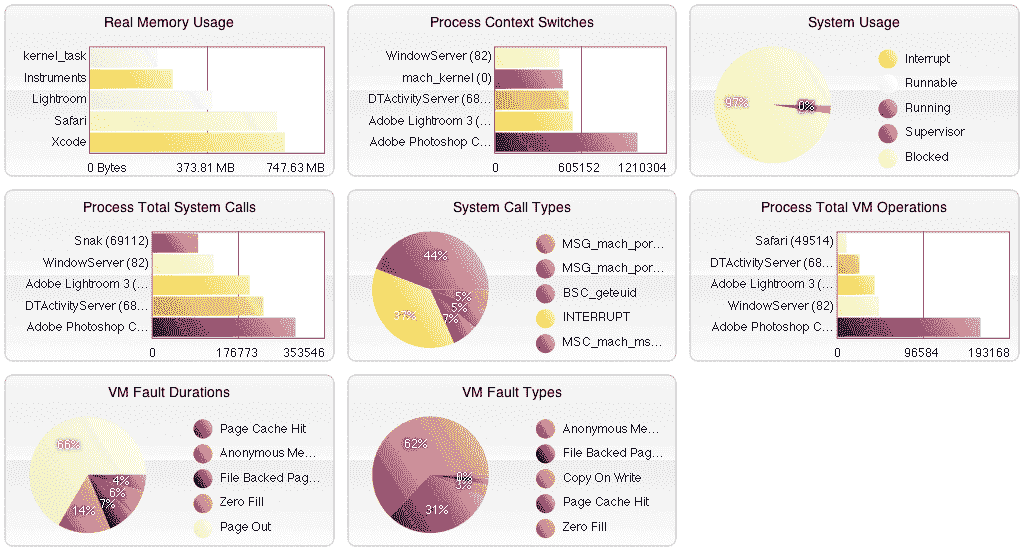 Real Memory Usage
kernel_task
Instruments
Lightroom
Safari
Xcode
0 Bytes 373.81 MB 747.63 MB
Process Context Switches
WindowServer (82)
mach_kernel (0)
DTActivityServer (68...
Adobe Lightroom 3 (...
Adobe Photoshop C...
0 605152 1210304
System Usage
97%
0%
Interrupt
Runnable
Running
Supervisor
Blocked
Process Total System Calls
Snak (69112)
WindowServer (82)
Adobe Lightroom 3 (...
DTActivityServer (68...
Adobe Photoshop C...
0 176773 353546
System Call Types
44%
5%
5%
7%
MSG_mach_por...
MSG_mach_por...
BSC_geteuid
INTERRUPT
MSC_mach_ms...
Process Total VM Operations
Safari (49514)
DTActivityServer (68...
Adobe Lightroom 3 (...
WindowServer (82)
Adobe Photoshop C...
0 96584 193168
VM Fault Durations
66%
4%
6%
7%
14%
Page Cache Hit
Anonymous Me...
File Backed Pag...
Zero Fill
Page Out
VM Fault Types
62%
0%
3%
31%
Anonymous Me...
File Backed Pag...
Copy On Write
Page Cache Hit
Zero Fill